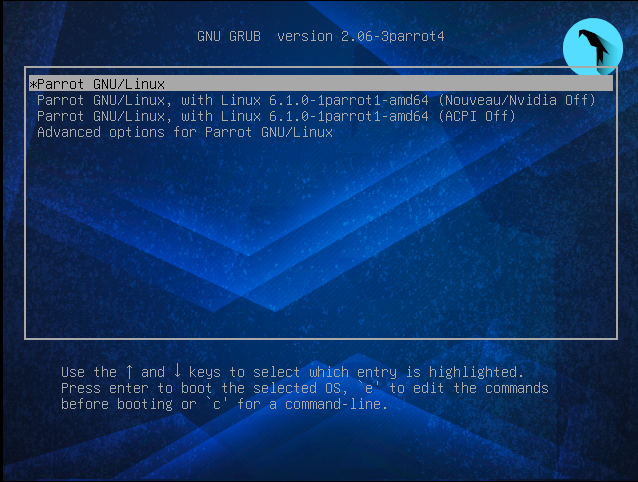 GNU GRUB  version 2.06-3parrot4
*Parrot GNU/Linux
Parrot GNU/Linux, with Linux 6.1.0-1parrot1-amd64 (Nouveau/Nvidia Off)
Parrot GNU/Linux, with Linux 6.1.0-1parrot1-amd64 (ACPI Off)
Advanced options for Parrot GNU/Linux
Use the ↑ and ↓ keys to select which entry is highlighted.
Press enter to boot the selected OS, `e' to edit the commands
before booting or `c' for a command-line.